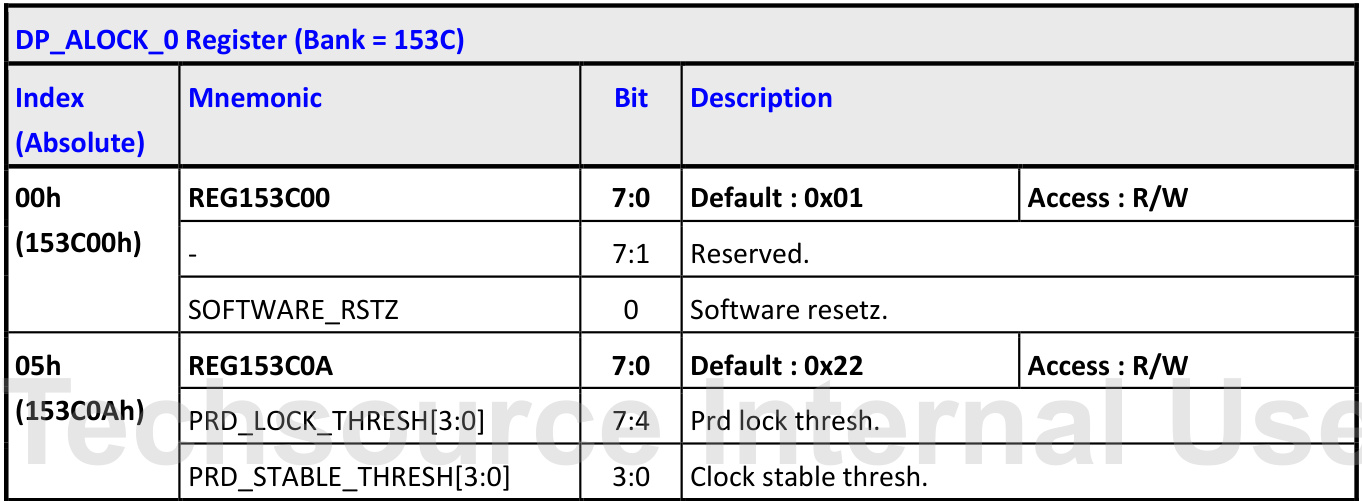 DP_ALOCK_0 Register (Bank = 153C)
Index (Absolute) Mnemonic Bit Description
00h (153C00h) REG153C00 7:0 Default : 0x01 Access : R/W
- 7:1 Reserved.
SOFTWARE_RSTZ 0 Software resetz.
05h (153C0Ah) REG153C0A 7:0 Default : 0x22 Access : R/W
PRD_LOCK_THRESH[3:0] 7:4 Prd lock thresh.
PRD_STABLE_THRESH[3:0] 3:0 Clock stable thresh.
Techsource Internal Use